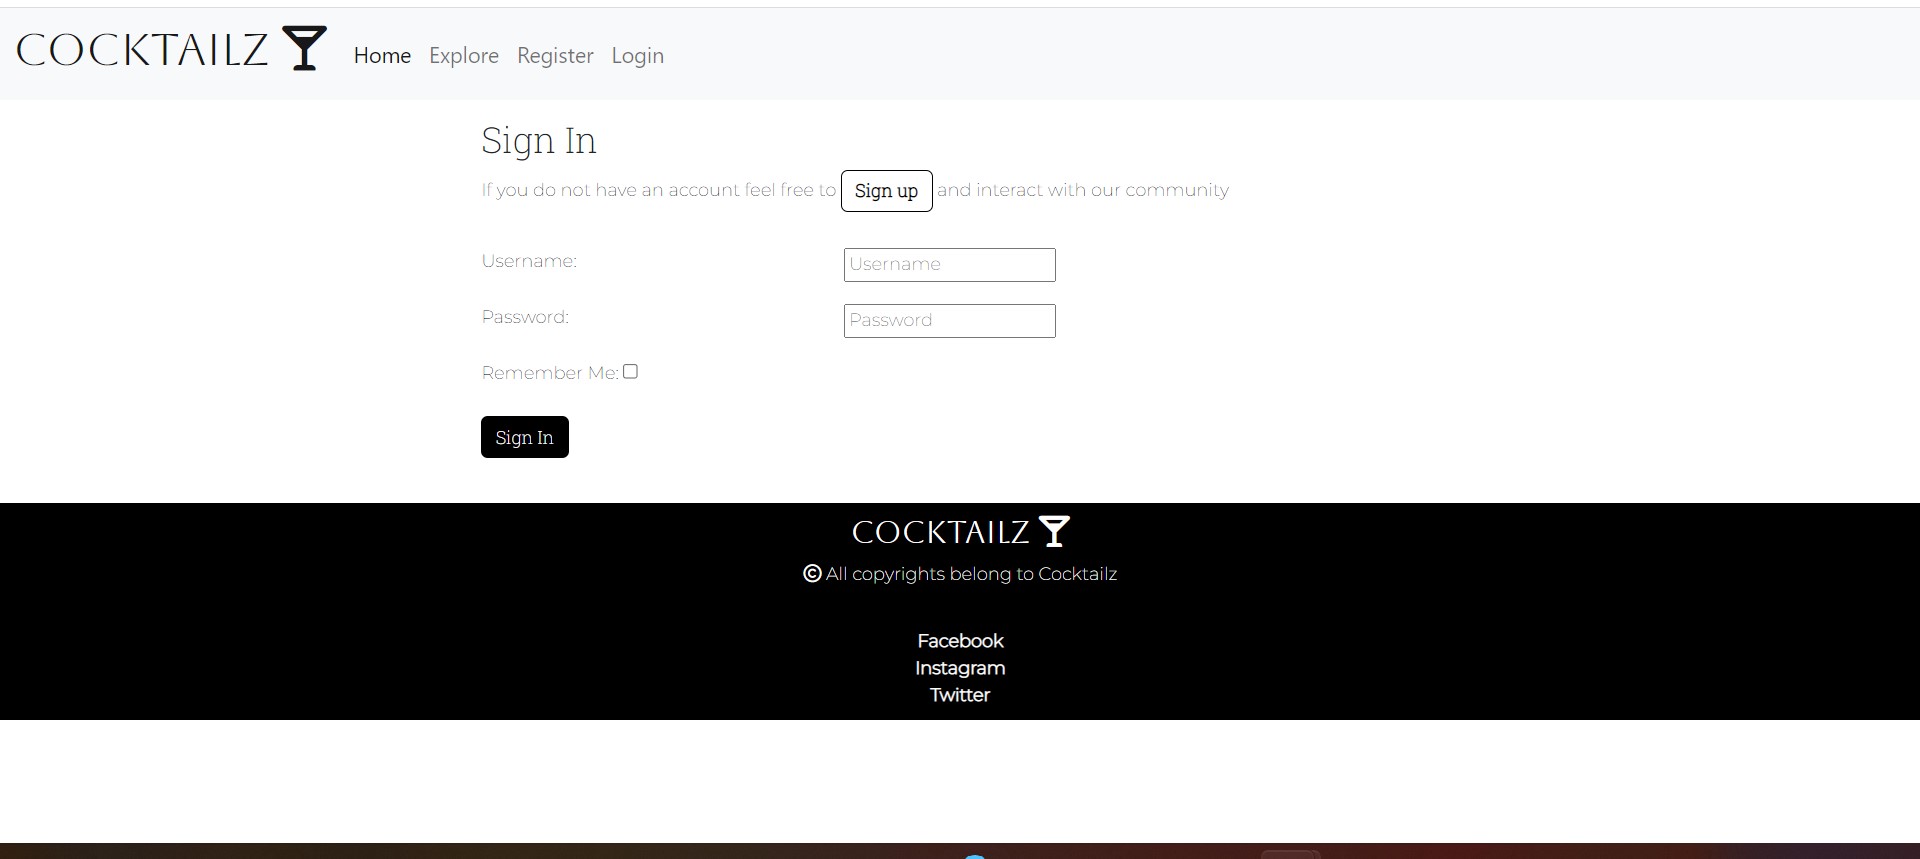 COCKTAILZ Home Explore Register Login
Sign In
If you do not have an account feel free to Sign up and interact with our community
Username: Username
Password: Password
Remember Me:
Sign In
COCKTAILZ
© All copyrights belong to Cocktailz
Facebook
Instagram
Twitter